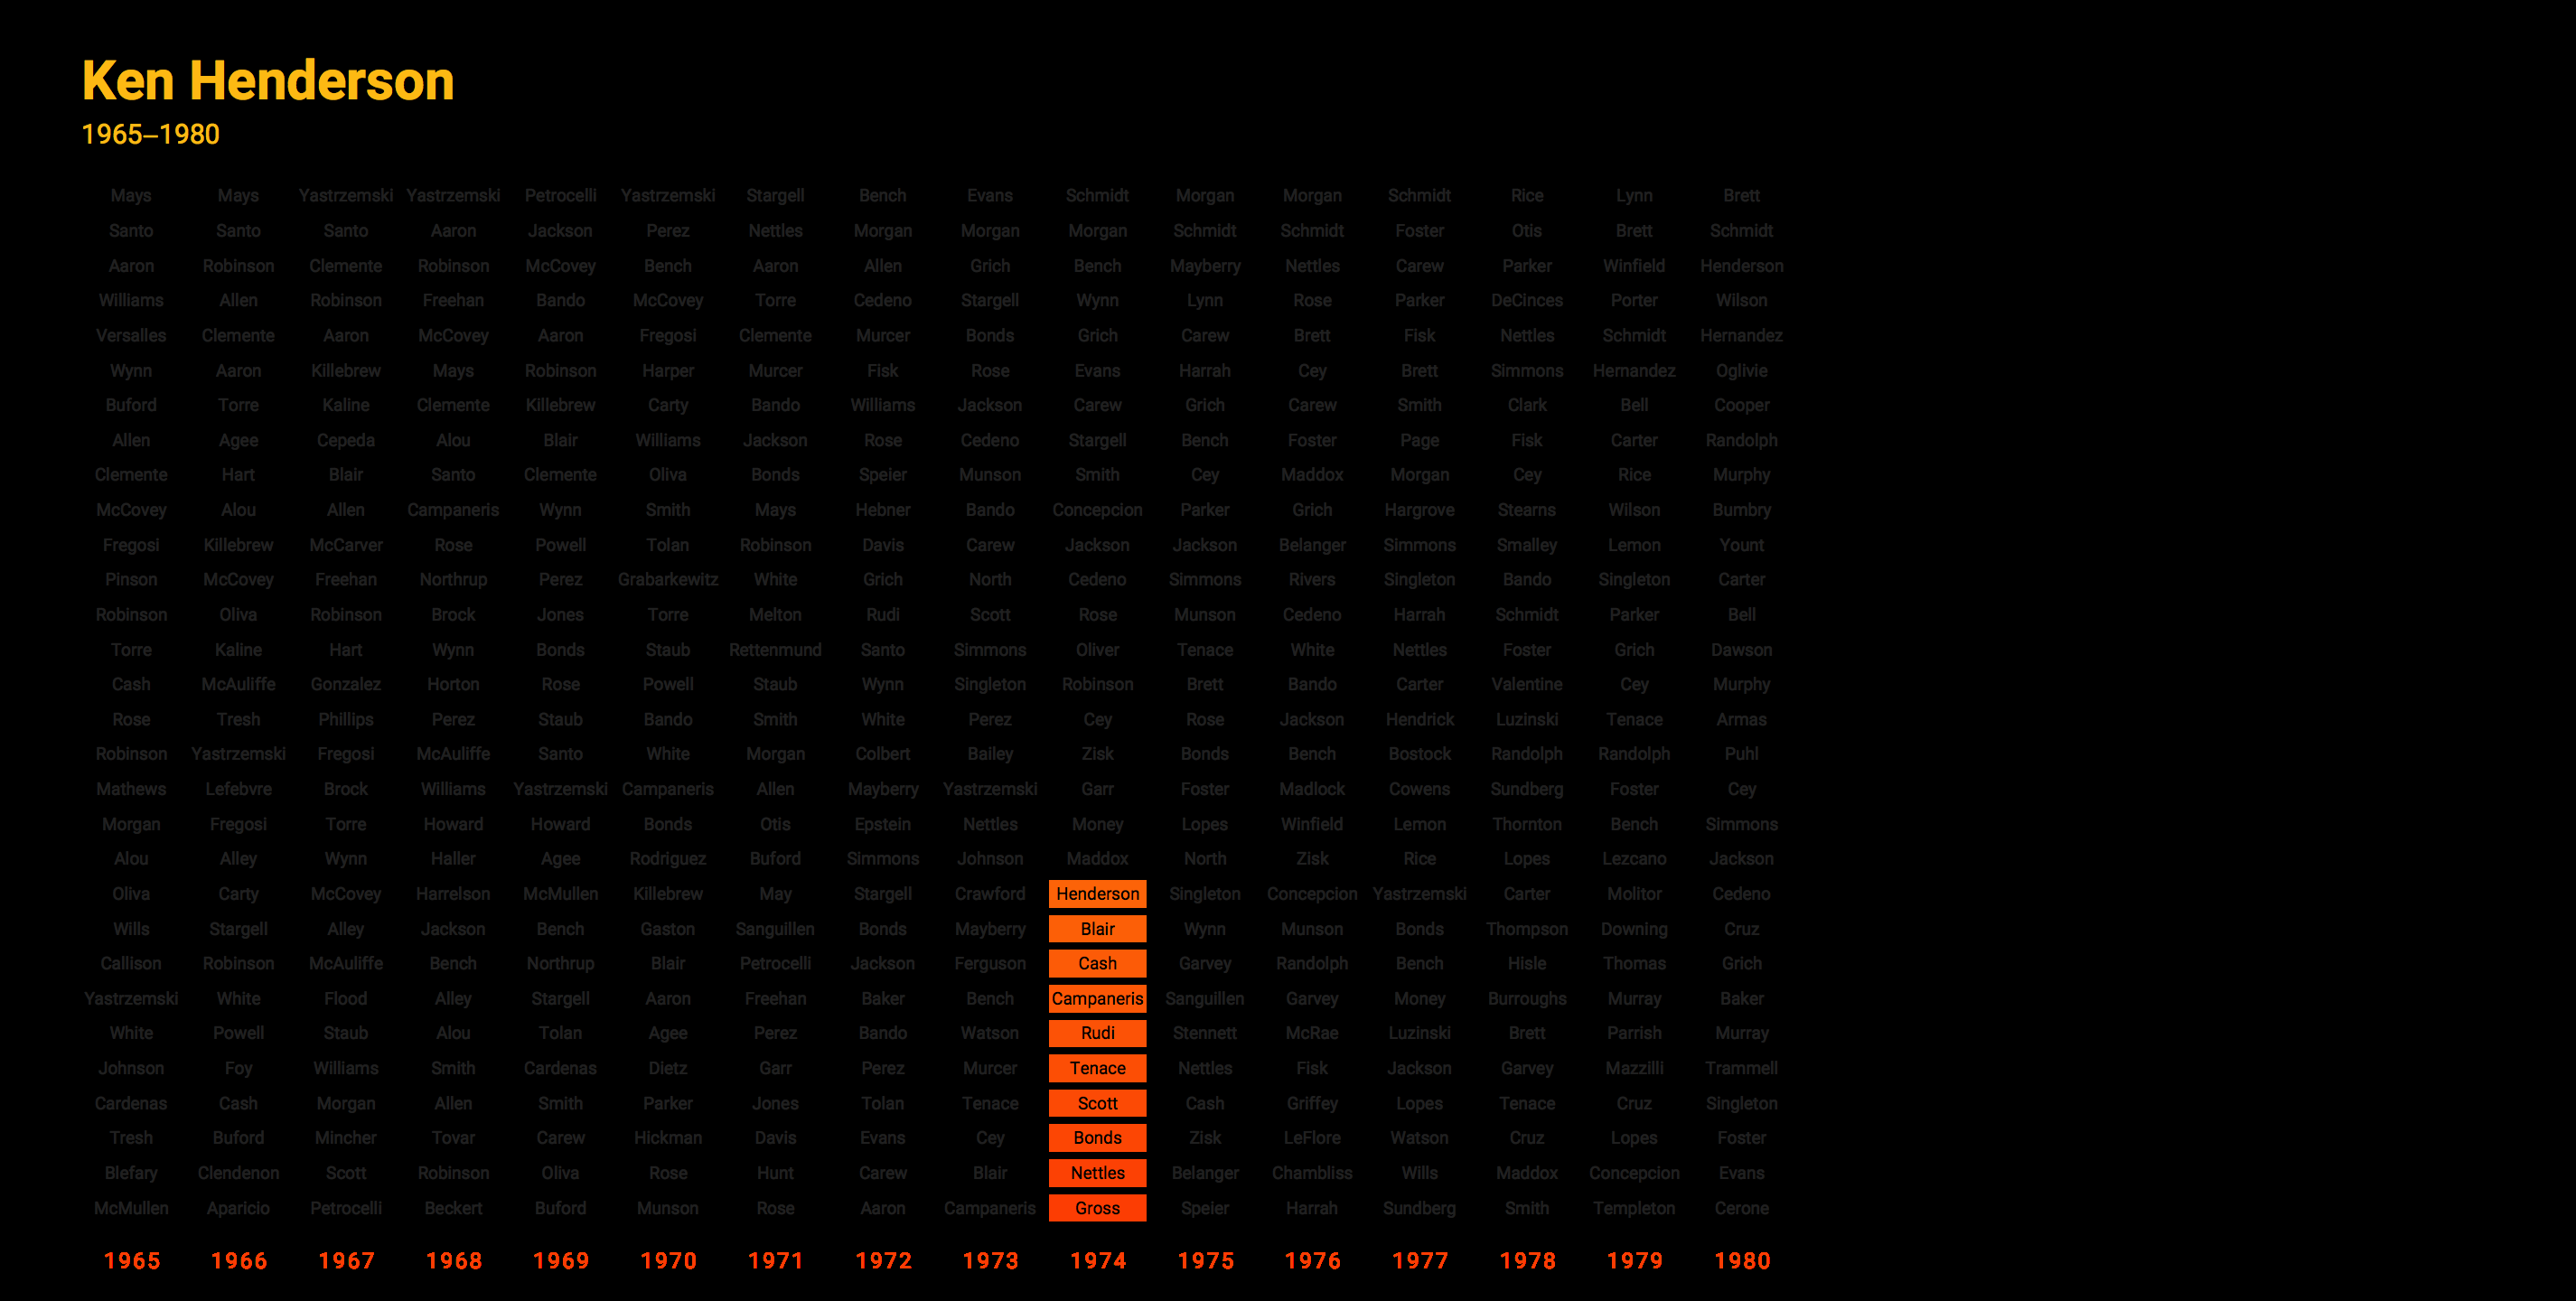 Ken Henderson
1965–1980
Mays Mays Yastrzemski Yastrzemski Petrocelli Yastrzemski Stargell Bench Evans Schmidt Morgan Morgan Schmidt Rice Lynn Brett
Santo Santo Santo Aaron Jackson Perez Nettles Morgan Morgan Morgan Schmidt Schmidt Foster Otis Brett Schmidt
Aaron Robinson Clemente Robinson McCovey Bench Aaron Allen Grich Bench Mayberry Nettles Carew Parker Winfield Henderson
Williams Allen Robinson Freehan Bando McCovey Torre Cedeno Stargell Wynn Lynn Rose Parker DeCinces Porter Wilson
Versalles Clemente Aaron McCovey Aaron Fregosi Clemente Murcer Bonds Grich Carew Brett Fisk Nettles Schmidt Hernandez
Wynn Aaron Killebrew Mays Robinson Harper Murcer Fisk Rose Evans Harrah Cey Brett Simmons Hernandez Oglivie
Buford Torre Kaline Clemente Killebrew Carty Bando Williams Jackson Carew Grich Carew Smith Clark Bell Cooper
Allen Agee Cepeda Alou Blair Williams Jackson Rose Cedeno Stargell Bench Foster Page Fisk Carter Randolph
Clemente Hart Blair Santo Clemente Oliva Bonds Speier Munson Smith Cey Maddox Morgan Cey Rice Murphy
McCovey Alou Allen Campaneris Wynn Smith Mays Hebner Bando Concepcion Parker Grich Hargrove Stearns Wilson Bumbry
Fregosi Killebrew McCarver Rose Powell Tolan Robinson Davis Carew Jackson Jackson Belanger Simmons Smalley Lemon Yount
Pinson McCovey Freehan Northrup Perez Grabarkewitz White Grich North Cedeno Simmons Rivers Singleton Bando Singleton Carter
Robinson Oliva Robinson Brock Jones Torre Melton Rudi Scott Rose Munson Cedeno Harrah Schmidt Parker Bell
Torre Kaline Hart Wynn Bonds Staub Rettenmund Santo Simmons Oliver Tenace White Nettles Foster Grich Dawson
Cash McAuliffe Gonzalez Horton Rose Powell Staub Wynn Singleton Robinson Brett Bando Carter Valentine Cey Murphy
Rose Tresh Phillips Perez Staub Bando Smith White Perez Cey Rose Jackson Hendrick Luzinski Tenace Armas
Robinson Yastrzemski Fregosi McAuliffe Santo White Morgan Colbert Bailey Zisk Bonds Bench Bostock Randolph Randolph Puhl
Mathews Lefebvre Brock Williams Yastrzemski Campaneris Allen Mayberry Yastrzemski Garr Foster Madlock Cowens Sundberg Foster Cey
Morgan Fregosi Torre Howard Howard Bonds Otis Epstein Nettles Money Lopes Winfield Lemon Thornton Bench Simmons
Alou Alley Wynn Haller Agee Rodriguez Buford Simmons Johnson Maddox North Zisk Rice Lopes Lezcano Jackson
Oliva Carty McCovey Harrelson McMullen Killebrew May Stargell Crawford Henderson Singleton Concepcion Yastrzemski Carter Molitor Cedeno
Wills Stargell Alley Jackson Bench Gaston Sanguillen Bonds Mayberry Blair Wynn Munson Bonds Thompson Downing Cruz
Callison Robinson McAuliffe Bench Northrup Blair Petrocelli Jackson Ferguson Cash Garvey Randolph Bench Hisle Thomas Grich
Yastrzemski White Flood Alley Stargell Aaron Freehan Baker Bench Campaneris Sanguillen Garvey Money Burroughs Murray Baker
White Powell Staub Alou Tolan Agee Perez Bando Watson Rudi Stennett McRae Luzinski Brett Parrish Murray
Johnson Foy Williams Smith Cardenas Dietz Garr Perez Murcer Tenace Nettles Fisk Jackson Garvey Mazzilli Trammell
Cardenas Cash Morgan Allen Smith Parker Jones Tolan Tenace Scott Cash Griffey Lopes Tenace Cruz Singleton
Tresh Buford Mincher Tovar Carew Hickman Davis Evans Cey Bonds Zisk LeFlore Watson Cruz Lopes Foster
Blefary Clendenon Scott Robinson Oliva Rose Hunt Carew Blair Nettles Belanger Chambliss Wills Maddox Concepcion Evans
McMullen Aparicio Petrocelli Beckert Buford Munson Rose Aaron Campaneris Gross Speier Harrah Sundberg Smith Templeton Cerone
1965 1966 1967 1968 1969 1970 1971 1972 1973 1974 1975 1976 1977 1978 1979 1980